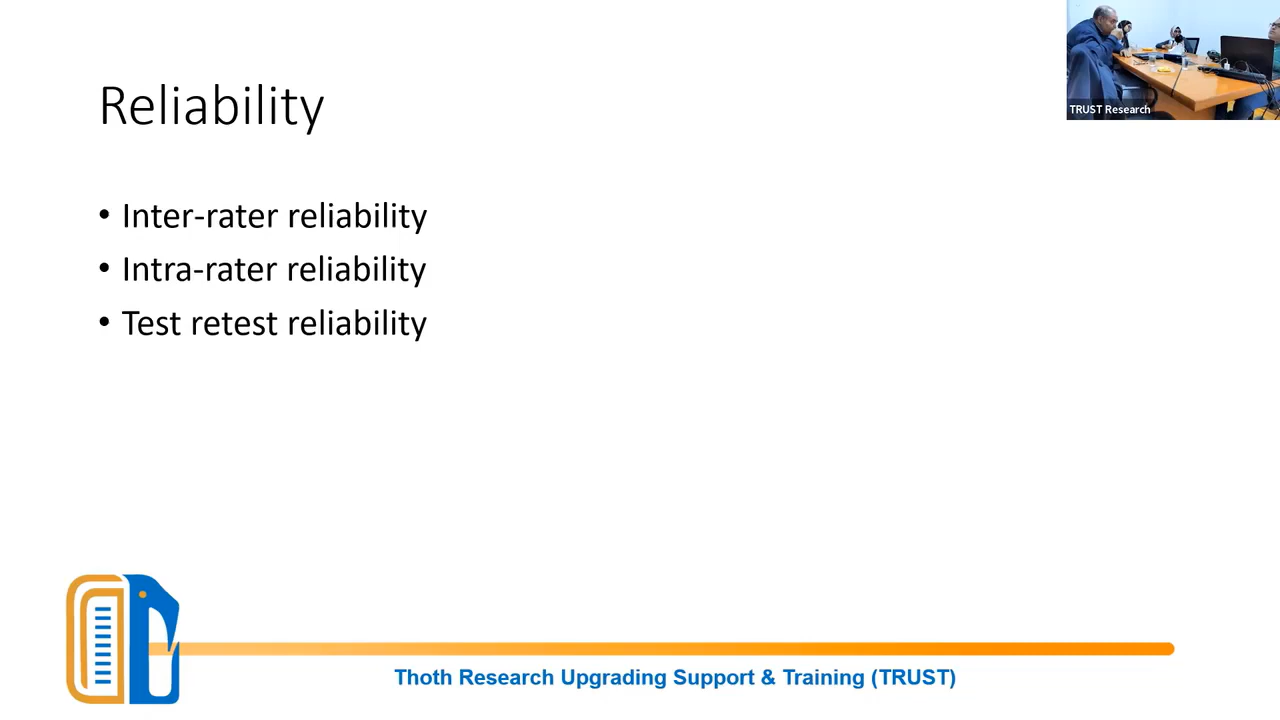 Reliability
• Inter-rater reliability
• Intra-rater reliability
• Test retest reliability
TRUST Research
Thoth Research Upgrading Support & Training (TRUST)